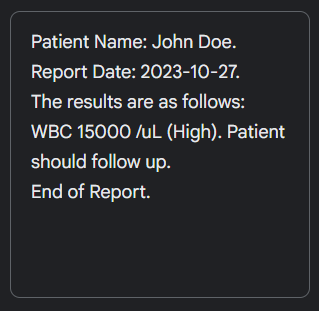 Patient Name: John Doe.
Report Date: 2023-10-27.
The results are as follows:
WBC 15000 /uL (High). Patient
should follow up.
End of Report.